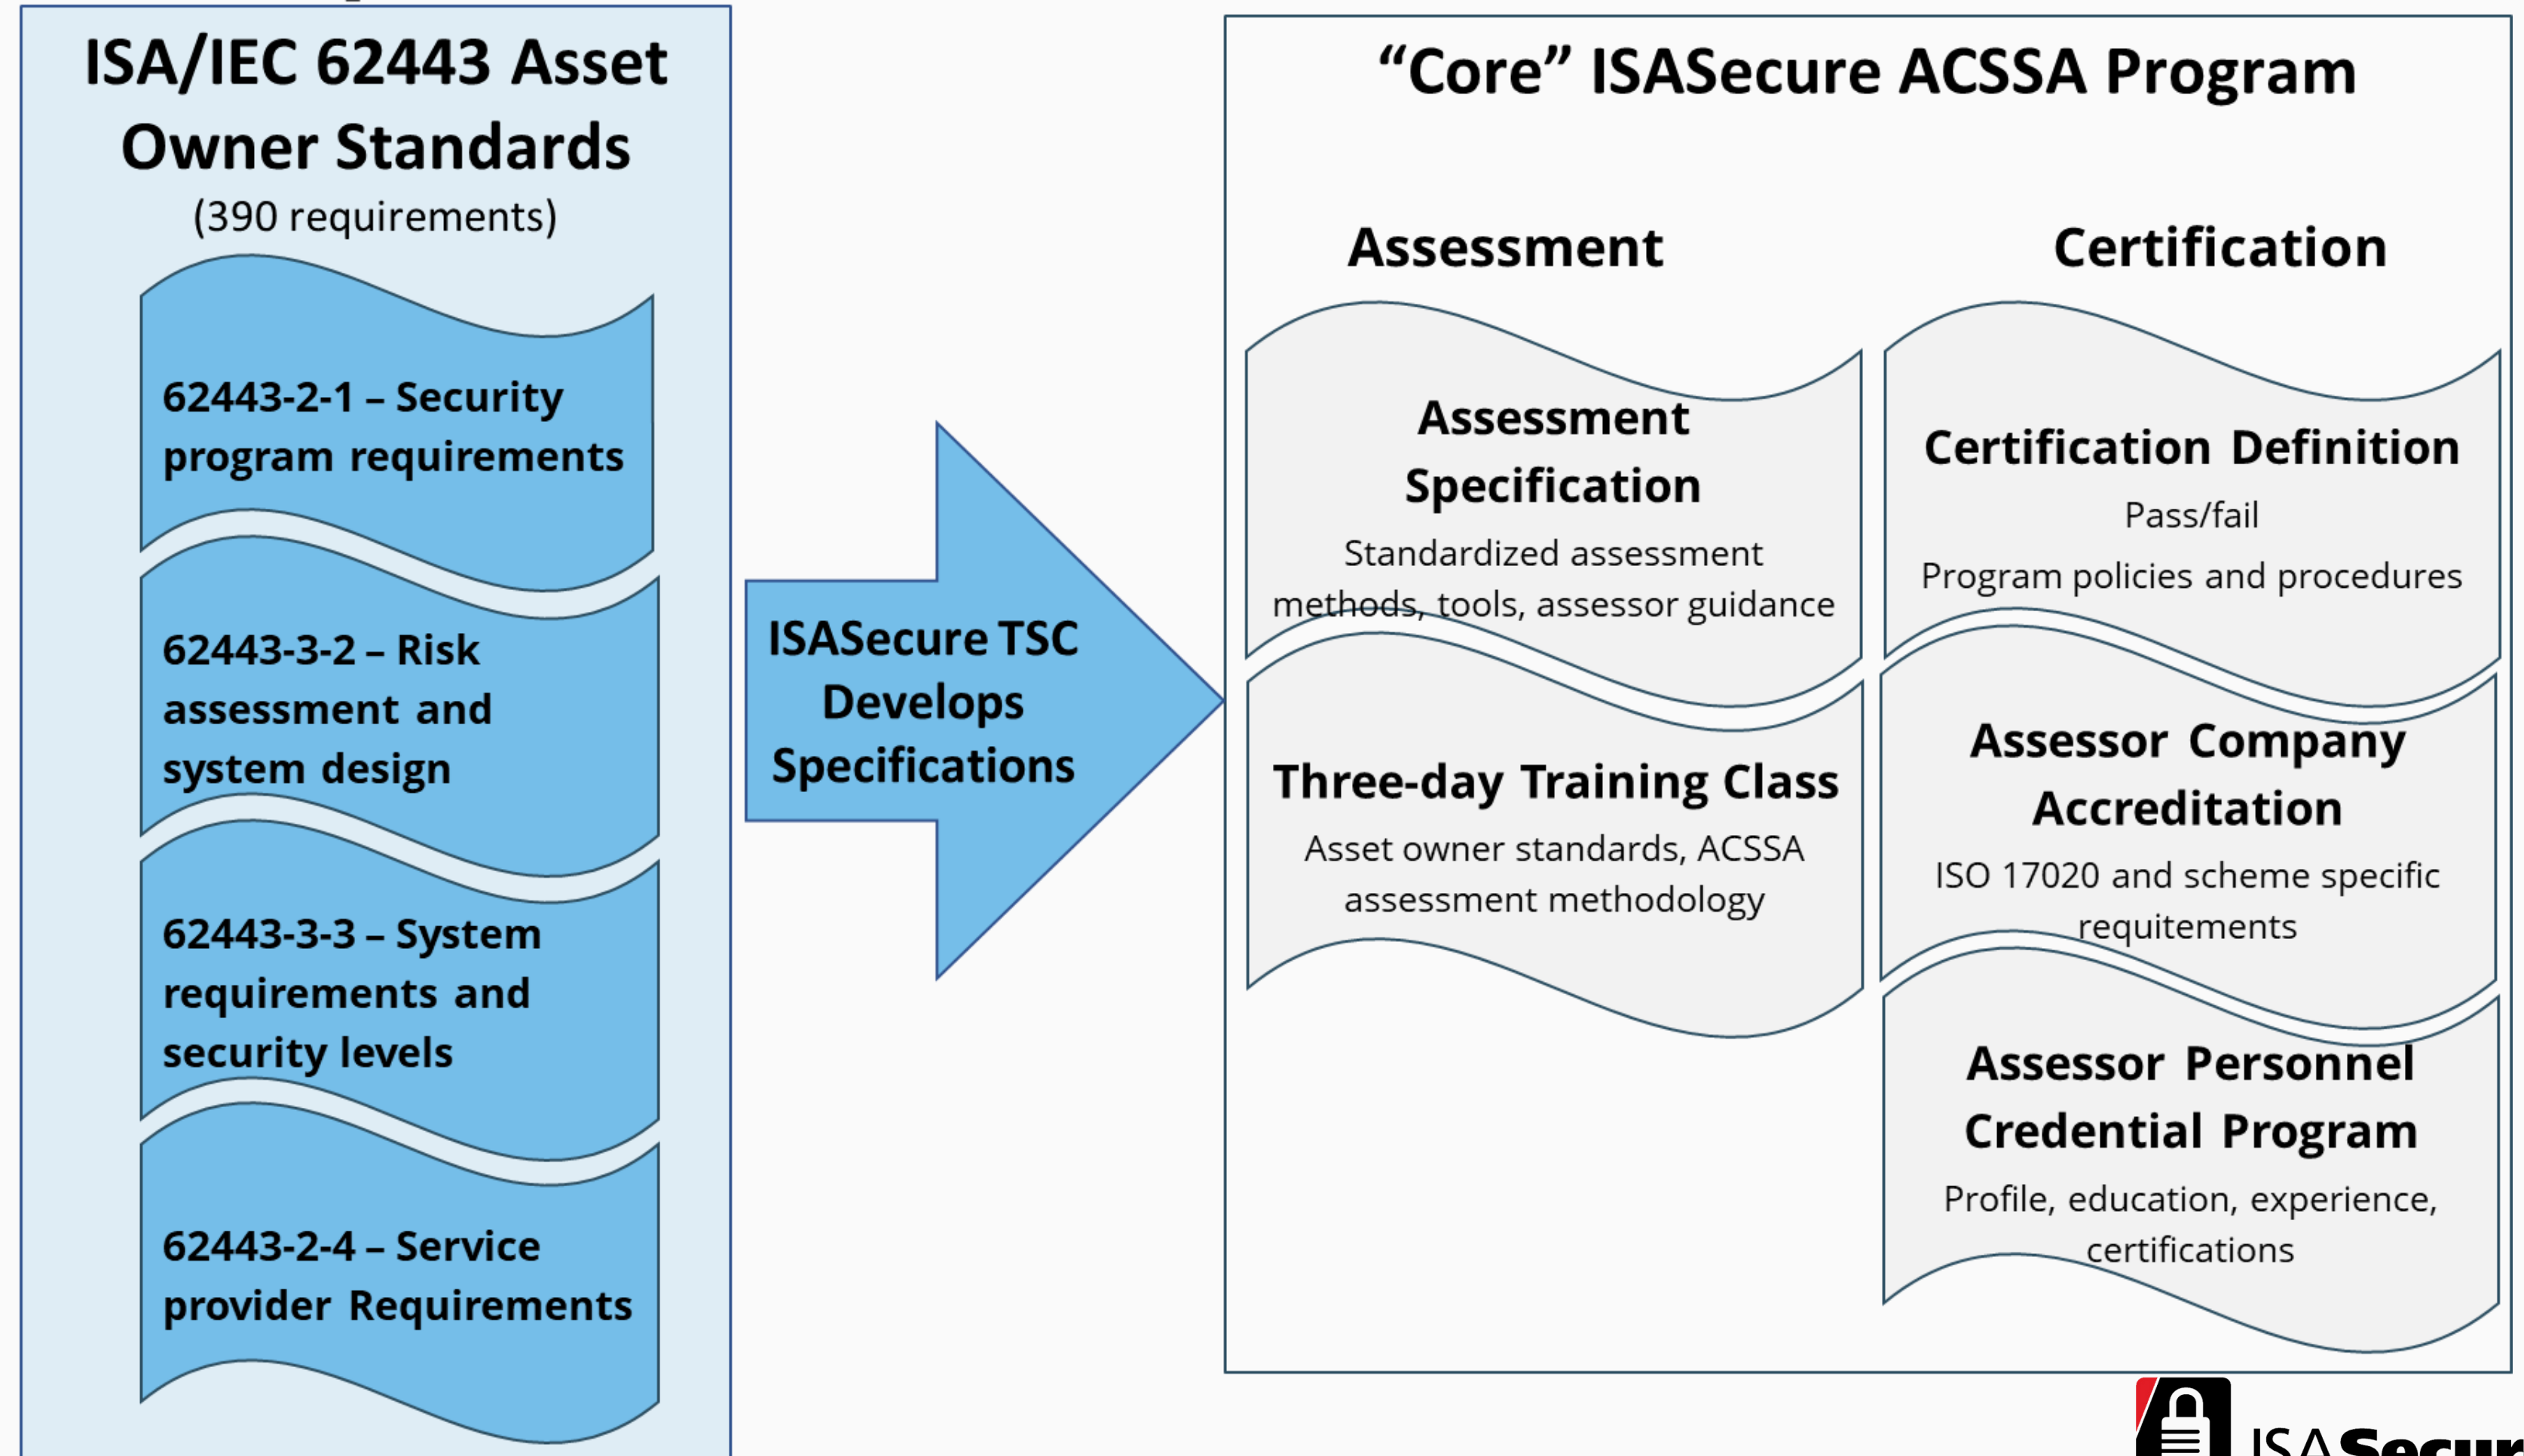 ISA/IEC 62443 Asset
Owner Standards
(390 requirements)
62443-2-1 – Security
program requirements
62443-3-2 – Risk
assessment and
system design
62443-3-3 – System
requirements and
security levels
62443-2-4 – Service
provider Requirements
ISASecure TSC
Develops
Specifications
“Core” ISASecure ACSSA Program
Assessment
Assessment
Specification
Standardized assessment
methods, tools, assessor guidance
Three-day Training Class
Asset owner standards, ACSSA
assessment methodology
Certification
Certification Definition
Pass/fail
Program policies and procedures
Assessor Company
Accreditation
ISO 17020 and scheme specific
requitements
Assessor Personnel
Credential Program
Profile, education, experience,
certifications
ISASecur